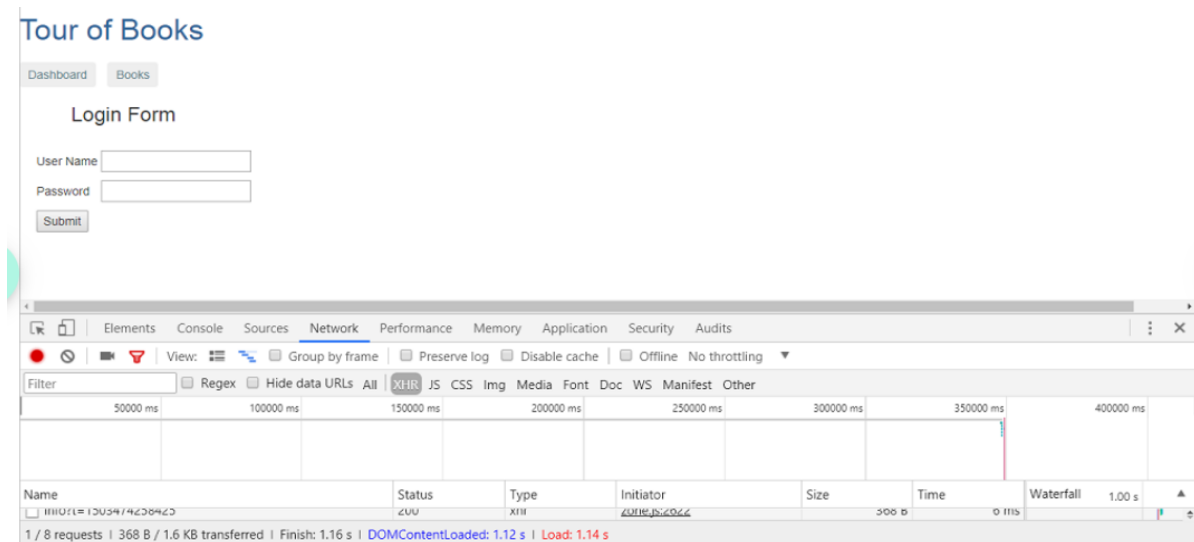 Tour of Books
Dashboard Books
Login Form
User Name
Password
Submit
Elements Console Sources Network Performance Memory Application Security Audits
View: Group by frame Preserve log Disable cache Offline No throttling
Filter Regex Hide data URLs All XHR JS CSS Img Media Font Doc WS Manifest Other
50000 ms 100000 ms 150000 ms 200000 ms 250000 ms 300000 ms 350000 ms 400000 ms
Name Status Type Initiator Size Time Waterfall 1.00 s
200 xhr zone.js:2622 368 B 6 ms
1 / 8 requests | 368 B / 1.6 KB transferred | Finish: 1.16 s | DOMContentLoaded: 1.12 s | Load: 1.14 s